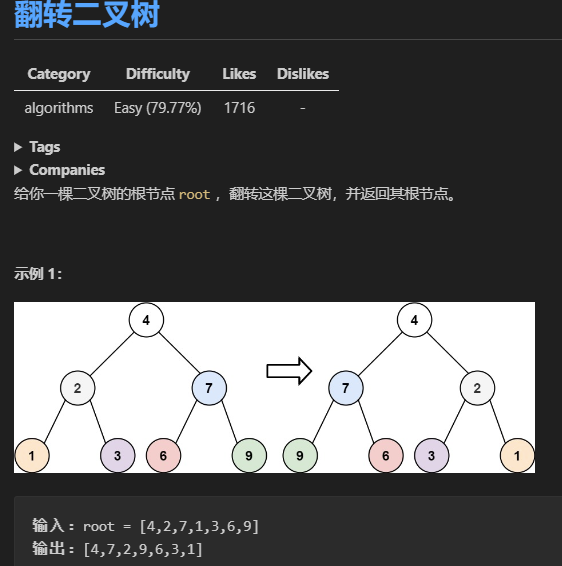 翻转二叉树
Category Difficulty Likes Dislikes
algorithms Easy (79.77%) 1716 -
Tags
Companies
给你一棵二叉树的根节点 root ，翻转这棵二叉树，并返回其根节点。
示例 1：
4 4
2 7 7 2
1 3 6 9 9 6 3 1
输入：root = [4,2,7,1,3,6,9]
输出：[4,7,2,9,6,3,1]